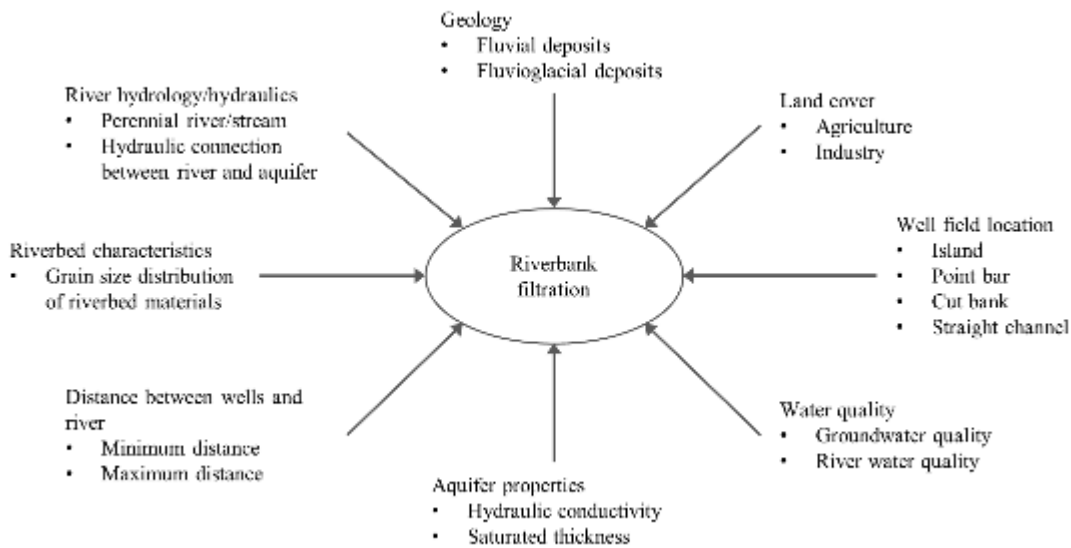 Geology
• Fluvial deposits
• Fluvioglacial deposits
River hydrology/hydraulics
• Perennial river/stream
• Hydraulic connection
between river and aquifer
Land cover
• Agriculture
• Industry
Riverbed characteristics
• Grain size distribution
of riverbed materials
Riverbank
filtration
Well field location
• Island
• Point bar
• Cut bank
• Straight channel
Distance between wells and
river
• Minimum distance
• Maximum distance
Aquifer properties
• Hydraulic conductivity
• Saturated thickness
Water quality
• Groundwater quality
• River water quality